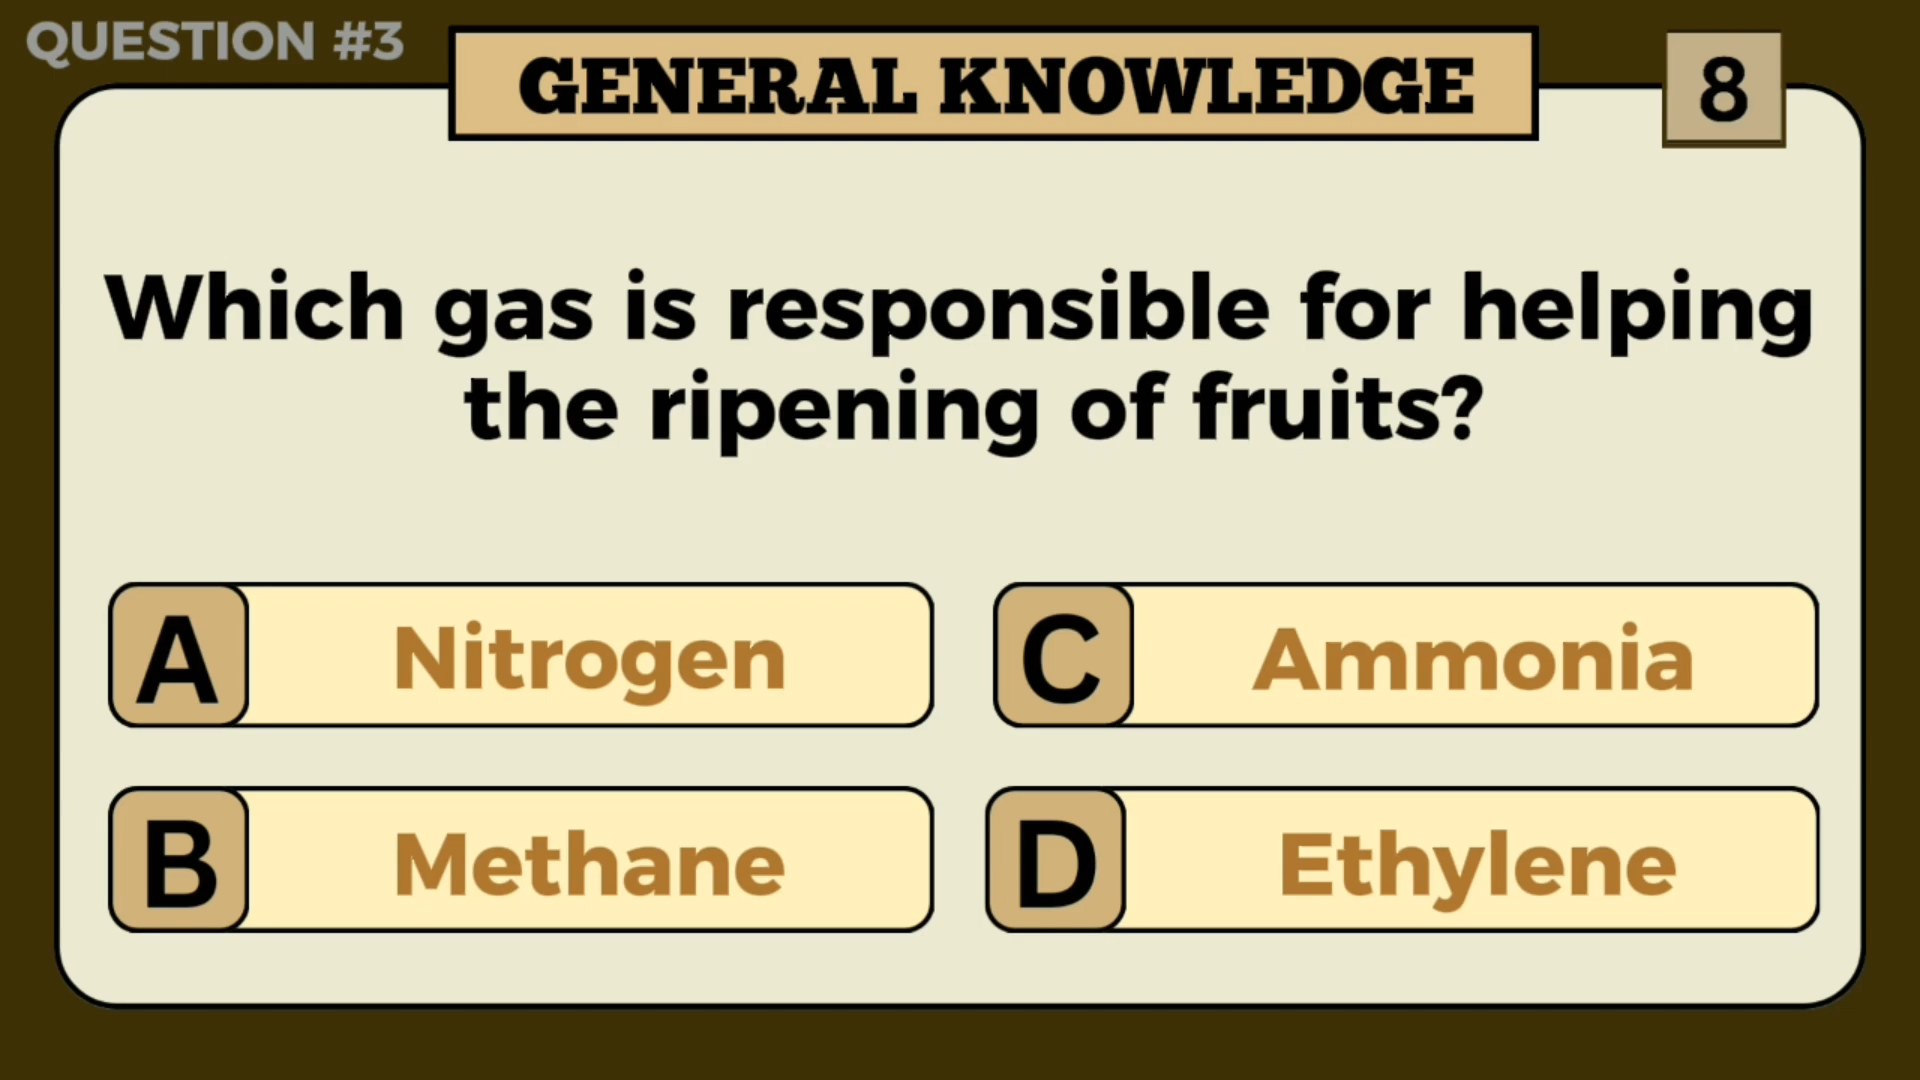 QUESTION #3
GENERAL KNOWLEDGE
8
Which gas is responsible for helping
the ripening of fruits?
A Nitrogen
C Ammonia
B Methane
D Ethylene